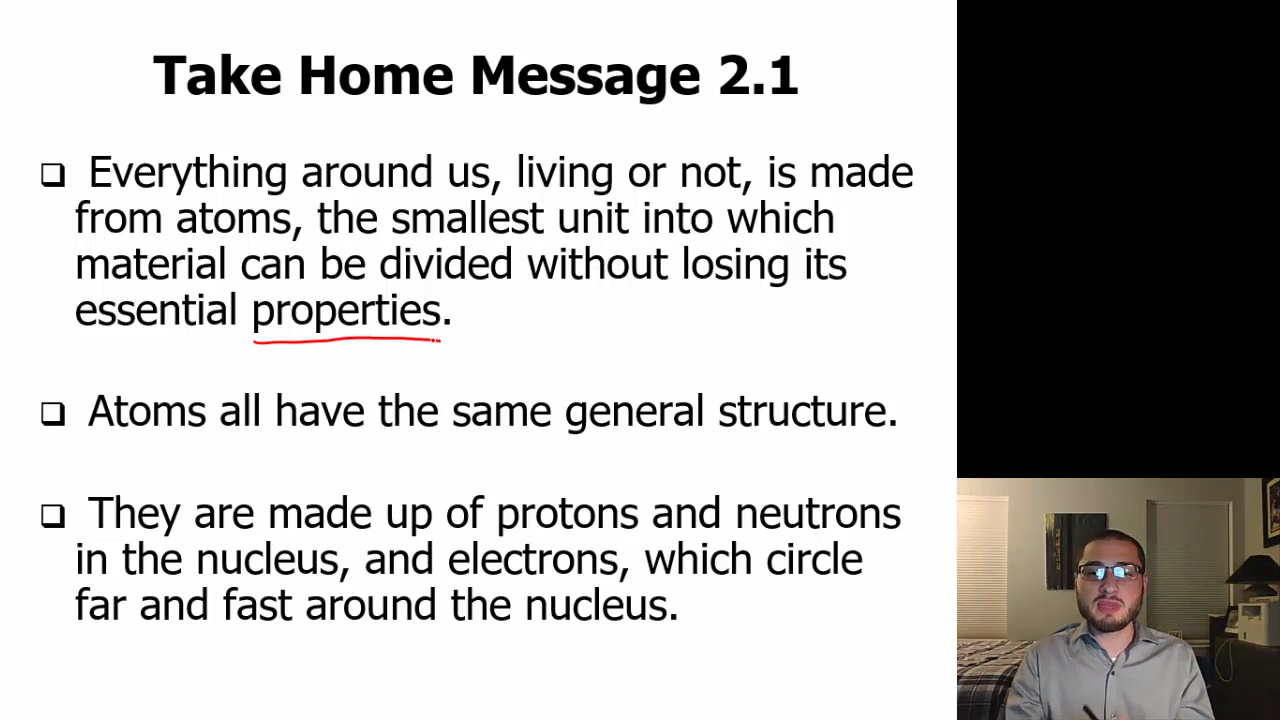 Take Home Message 2.1
Everything around us, living or not, is made
from atoms, the smallest unit into which
material can be divided without losing its
essential properties.
Atoms all have the same general structure.
They are made up of protons and neutrons
in the nucleus, and electrons, which circle
far and fast around the nucleus.